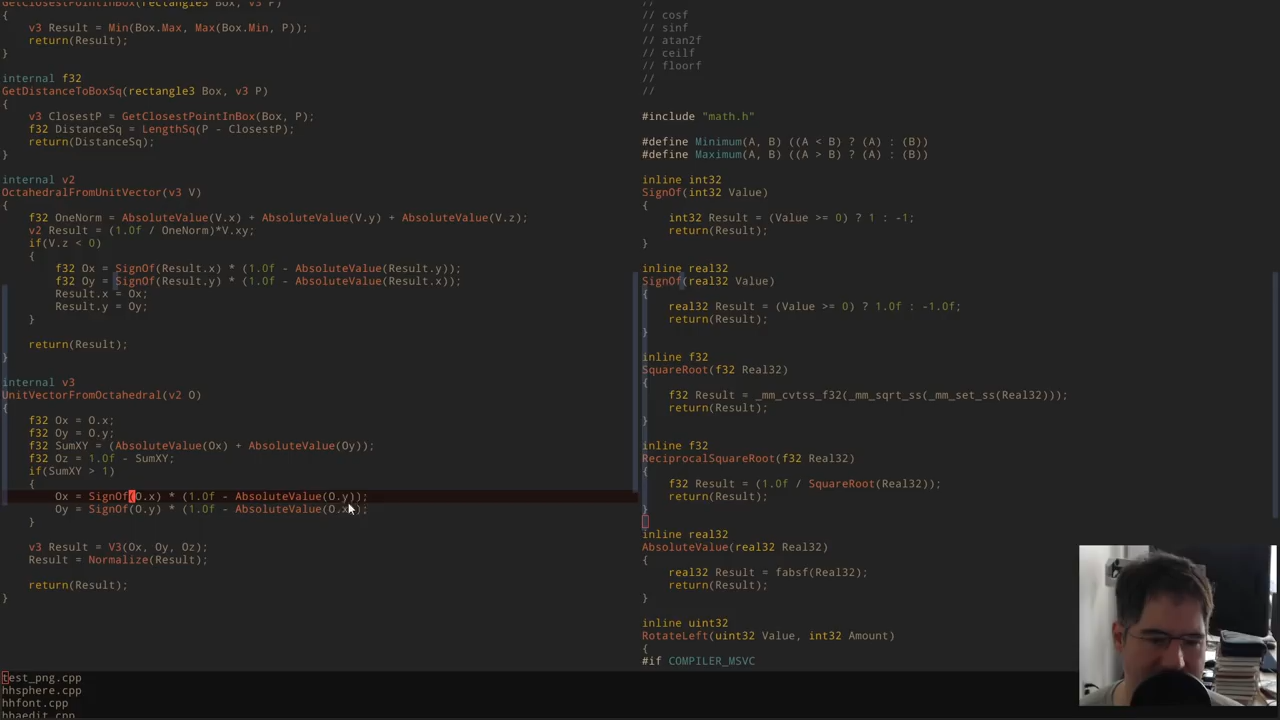 GetClosestPointInBox(rectangle3 Box, v3 P)
{
v3 Result = Min(Box.Max, Max(Box.Min, P));
return(Result);
}
internal f32
GetDistanceToBoxSq(rectangle3 Box, v3 P)
{
v3 ClosestP = GetClosestPointInBox(Box, P);
f32 DistanceSq = LengthSq(P - ClosestP);
return(DistanceSq);
}
internal v2
OctahedralFromUnitVector(v3 V)
{
f32 OneNorm = AbsoluteValue(V.x) + AbsoluteValue(V.y) + AbsoluteValue(V.z);
v2 Result = (1.0f / OneNorm)*V.xy;
if(V.z < 0)
{
f32 Ox = SignOf(Result.x) * (1.0f - AbsoluteValue(Result.y));
f32 Oy = SignOf(Result.y) * (1.0f - AbsoluteValue(Result.x));
Result.x = Ox;
Result.y = Oy;
}
return(Result);
}
internal v3
UnitVectorFromOctahedral(v2 O)
{
f32 Ox = O.x;
f32 Oy = O.y;
f32 SumXY = (AbsoluteValue(Ox) + AbsoluteValue(Oy));
f32 Oz = 1.0f - SumXY;
if(SumXY > 1)
{
Ox = SignOf(O.x) * (1.0f - AbsoluteValue(O.y));
Oy = SignOf(O.y) * (1.0f - AbsoluteValue(O.x));
}
v3 Result = V3(Ox, Oy, Oz);
Result = Normalize(Result);
return(Result);
}
//
// cosf
// sinf
// atan2f
// ceilf
// floorf
//
//
#include "math.h"
#define Minimum(A, B) ((A < B) ? (A) : (B))
#define Maximum(A, B) ((A > B) ? (A) : (B))
inline int32
SignOf(int32 Value)
{
int32 Result = (Value >= 0) ? 1 : -1;
return(Result);
}
inline real32
SignOf(real32 Value)
{
real32 Result = (Value >= 0) ? 1.0f : -1.0f;
return(Result);
}
inline f32
SquareRoot(f32 Real32)
{
f32 Result = _mm_cvtss_f32(_mm_sqrt_ss(_mm_set_ss(Real32)));
return(Result);
}
inline f32
ReciprocalSquareRoot(f32 Real32)
{
f32 Result = (1.0f / SquareRoot(Real32));
return(Result);
}
inline real32
AbsoluteValue(real32 Real32)
{
real32 Result = fabsf(Real32);
return(Result);
}
inline uint32
RotateLeft(uint32 Value, int32 Amount)
{
#if COMPILER_MSVC
test_png.cpp
hhsphere.cpp
hhfont.cpp
hhaedit.cpp